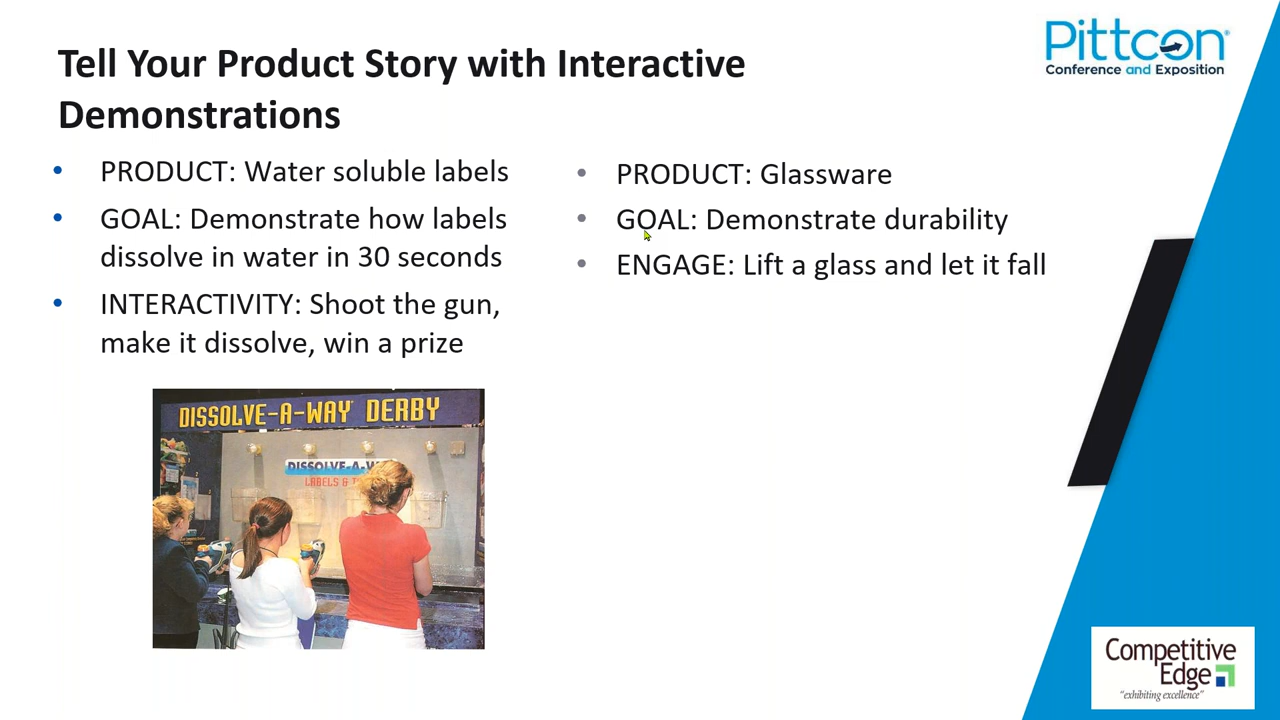 Tell Your Product Story with Interactive
Demonstrations
Pittcon
Conference and Exposition
PRODUCT: Water soluble labels
GOAL: Demonstrate how labels
dissolve in water in 30 seconds
INTERACTIVITY: Shoot the gun,
make it dissolve, win a prize
PRODUCT: Glassware
GOAL: Demonstrate durability
ENGAGE: Lift a glass and let it fall
DISSOLVE-A-WAY DERBY
LABELS &
Competitive
Edge
"exhibiting excellence"